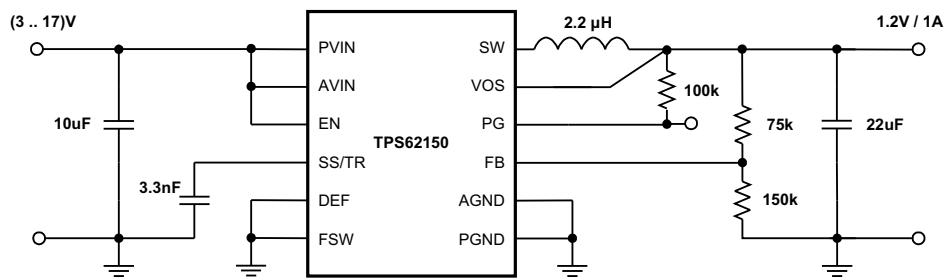 (3 .. 17)V
2.2 µH
1.2V / 1A
PVIN
SW
AVIN
VOS
100k
10uF
EN
PG
TPS62150
75k
22uF
SS/TR
FB
3.3nF
DEF
AGND
150k
FSW
PGND